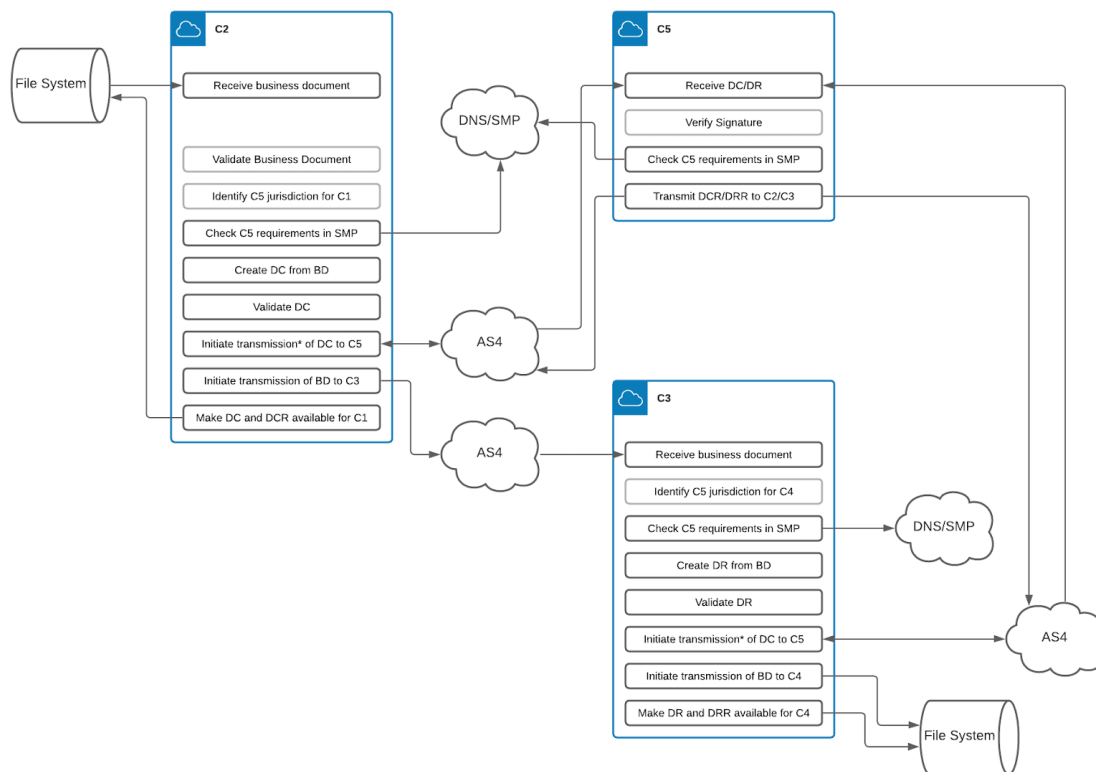 C2
File System
Receive business document
Validate Business Document
Identify C5 jurisdiction for C1
Check C5 requirements in SMP
Create DC from BD
Validate DC
Initiate transmission* of DC to C5
Initiate transmission of BD to C3
Make DC and DCR available for C1
DNS/SMP
AS4
AS4
C5
Receive DC/DR
Verify Signature
Check C5 requirements in SMP
Transmit DCR/DRR to C2/C3
C3
Receive business document
Identify C5 jurisdiction for C4
Check C5 requirements in SMP
Create DR from BD
Validate DR
Initiate transmission* of DC to C5
Initiate transmission of BD to C4
Make DR and DRR available for C4
DNS/SMP
AS4
File System